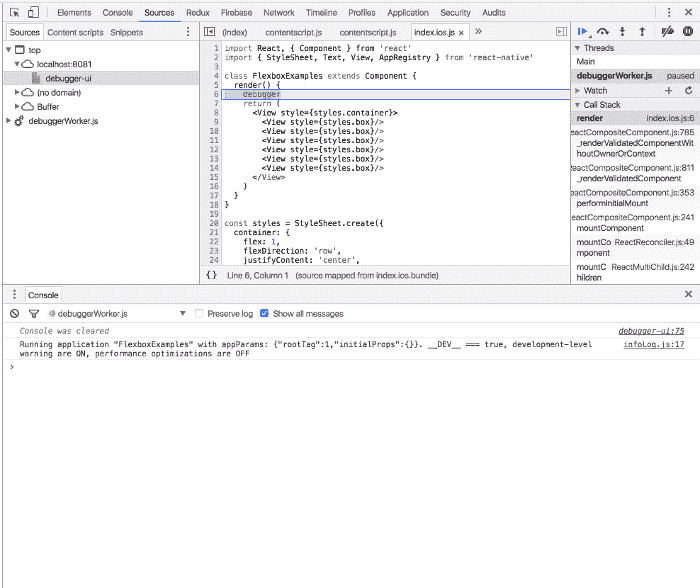 Elements Console Sources Redux Firebase Network Timeline Profiles Application Security Audits
Sources Content scripts Snippets
(index) contentscript.js contentscript.js index.ios.js
top
localhost:8081
debugger-ui
(no domain)
Buffer
debuggerWorker.js
1 import React, { Component } from 'react'
2 import { StyleSheet, Text, View, AppRegistry } from 'react-native'
3
4 class FlexboxExamples extends Component {
5 render() {
6 debugger
7 return (
8 <View style={styles.container}>
9 <View style={styles.box}/>
10 <View style={styles.box}/>
11 <View style={styles.box}/>
12 <View style={styles.box}/>
13 <View style={styles.box}/>
14 <View style={styles.box}/>
15 </View>
16 )
17 }
18 }
19
20 const styles = StyleSheet.create({
21 container: {
22 flex: 1,
23 flexDirection: 'row',
24 justifyContent: 'center',
{} Line 6, Column 1 (source mapped from index.ios.bundle)
Threads
Main
debuggerWorker.js paused
Watch
Call Stack
render index.ios.js:6
eactCompositeComponent.js:785
_renderValidatedComponentWit
houtOwnerOrContext
eactCompositeComponent.js:811
_renderValidatedComponent
eactCompositeComponent.js:353
performInitialMount
eactCompositeComponent.js:241
mountComponent
mountCo ReactReconciler.js:49
mponent
mountC ReactMultiChild.js:242
hildren
Console
debuggerWorker.js Preserve log Show all messages
Console was cleared debugger-ui:75
Running application "FlexboxExamples" with appParams: {"rootTag":1,"initialProps":{}}. __DEV__ === true, development-level infoLog.js:17
warning are ON, performance optimizations are OFF